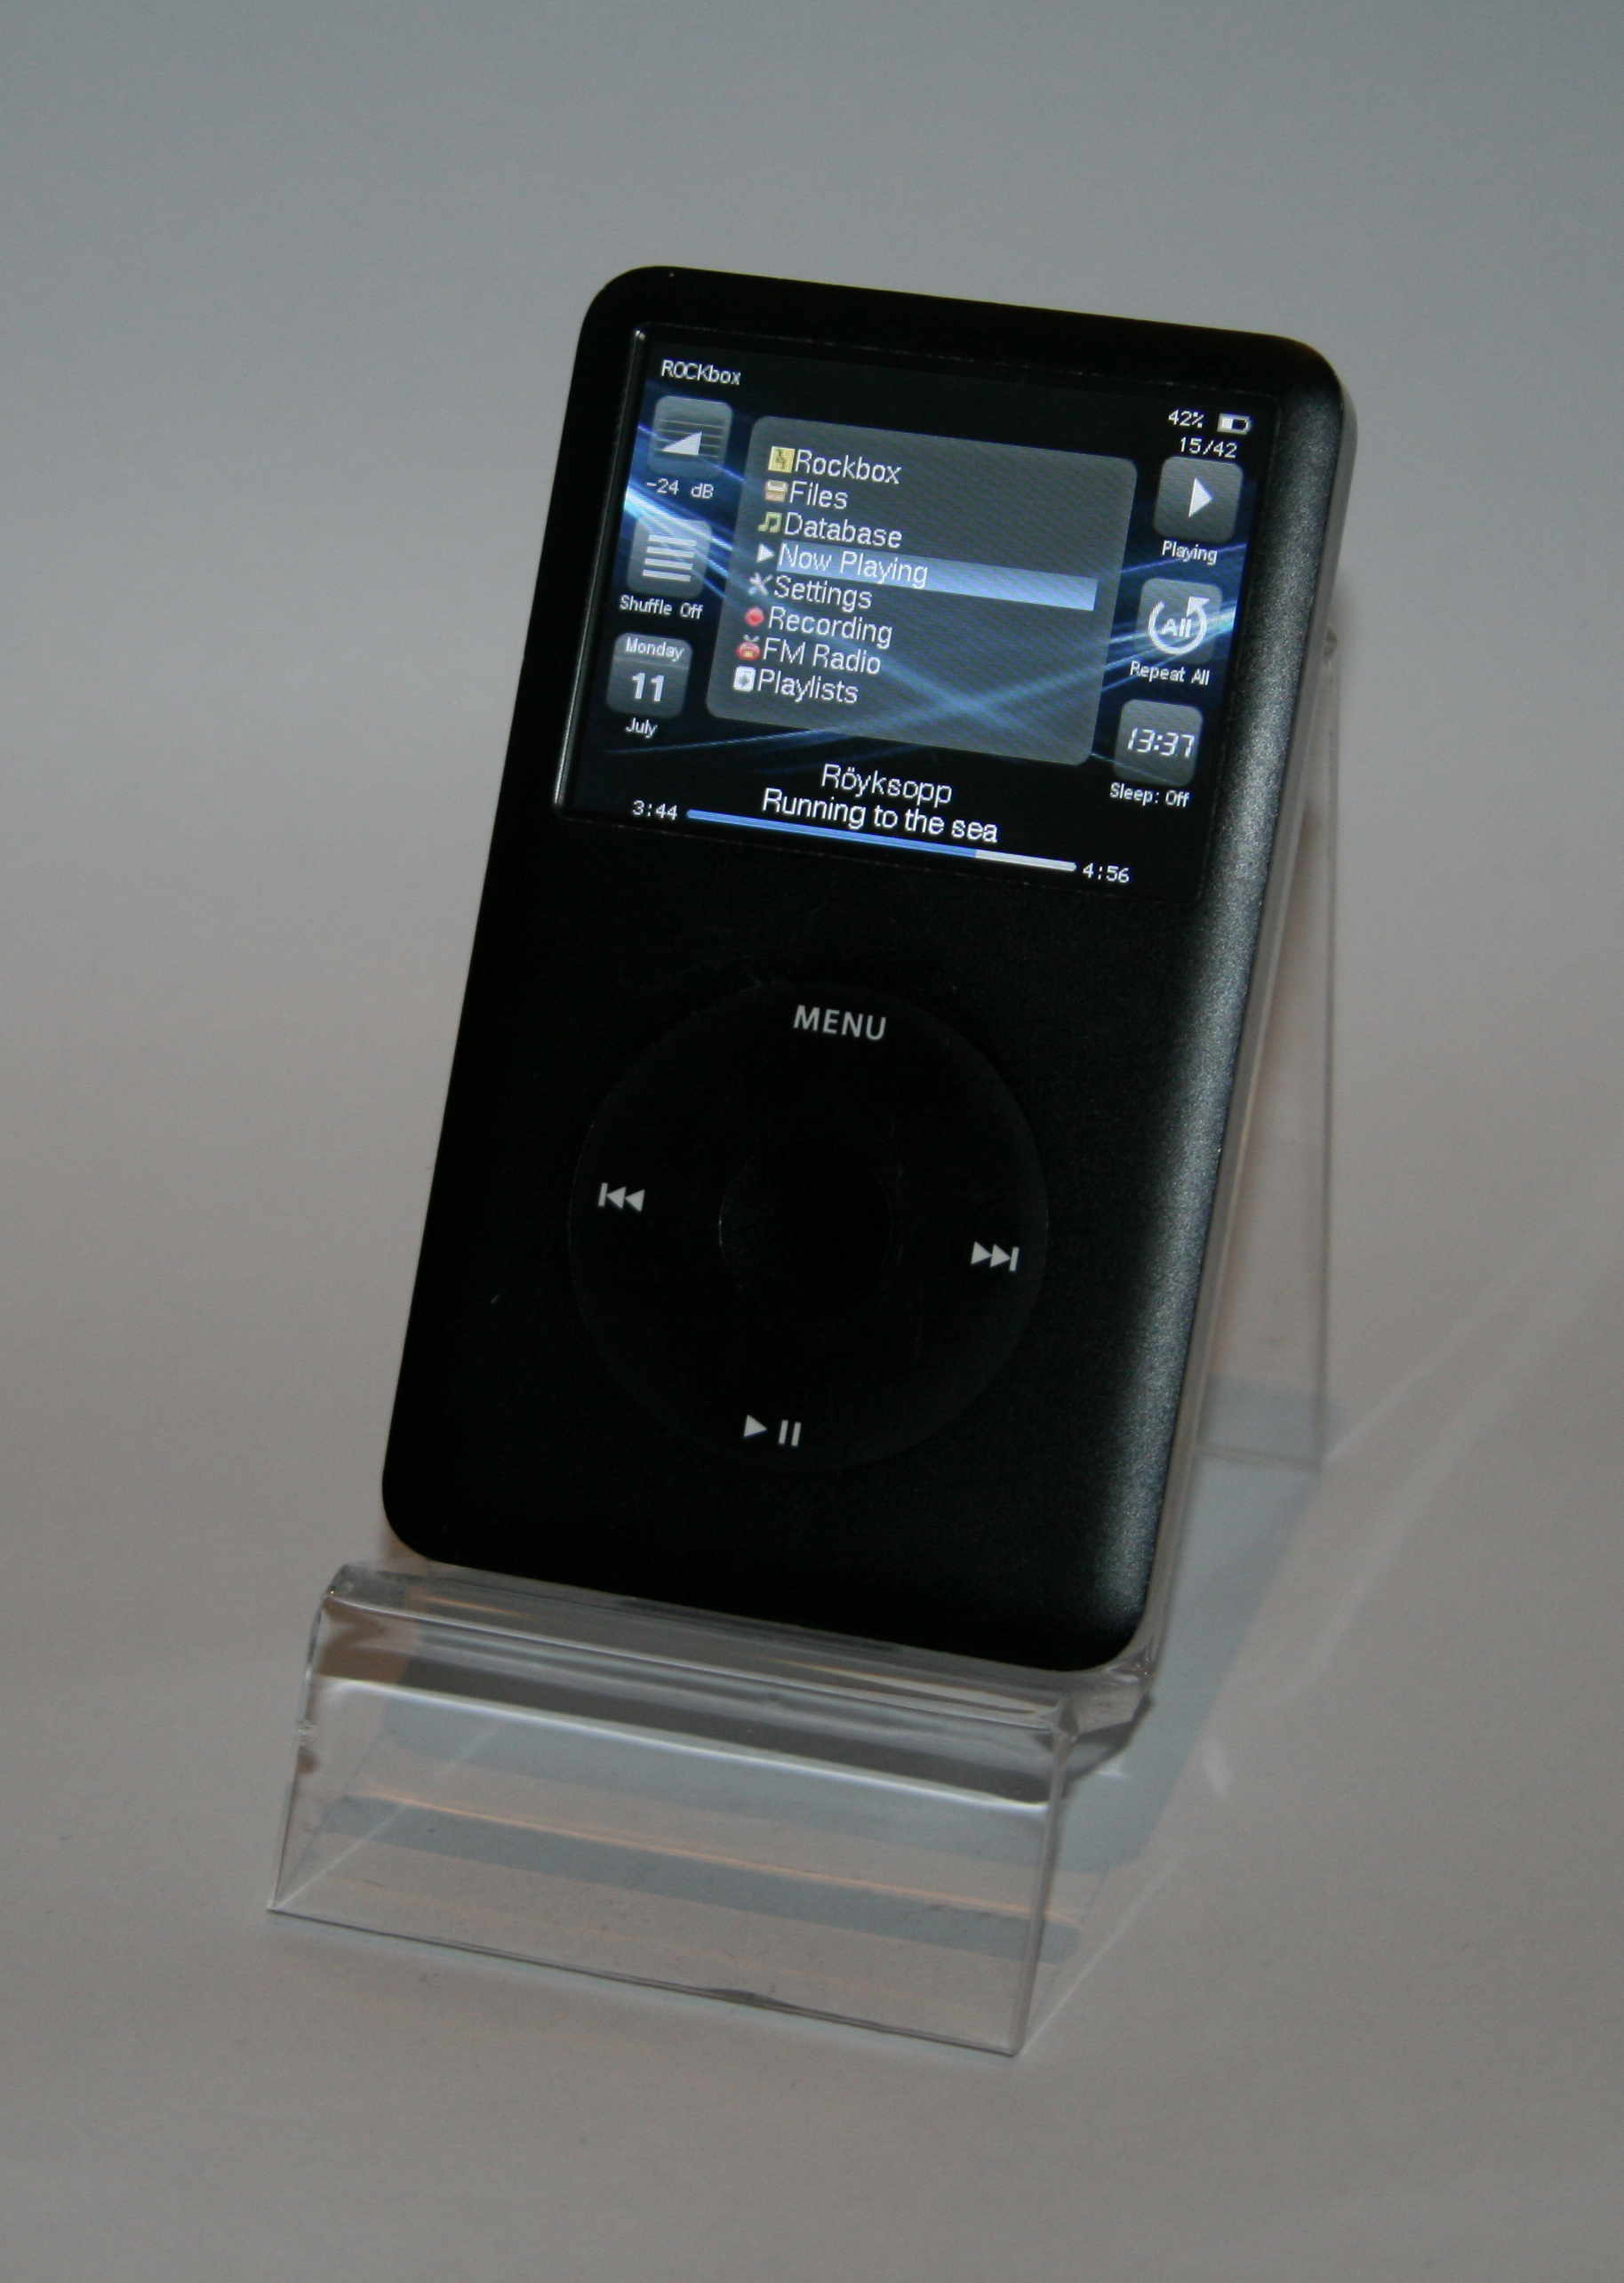 ROCKbox
42%
15/42
-24 dB
Shuffle Off
Monday
11
July
Rockbox
Files
Database
Now Playing
Settings
Recording
FM Radio
Playlists
Playing
All
Repeat All
13:37
Sleep: Off
Röyksopp
Running to the sea
3:44
4:56
MENU